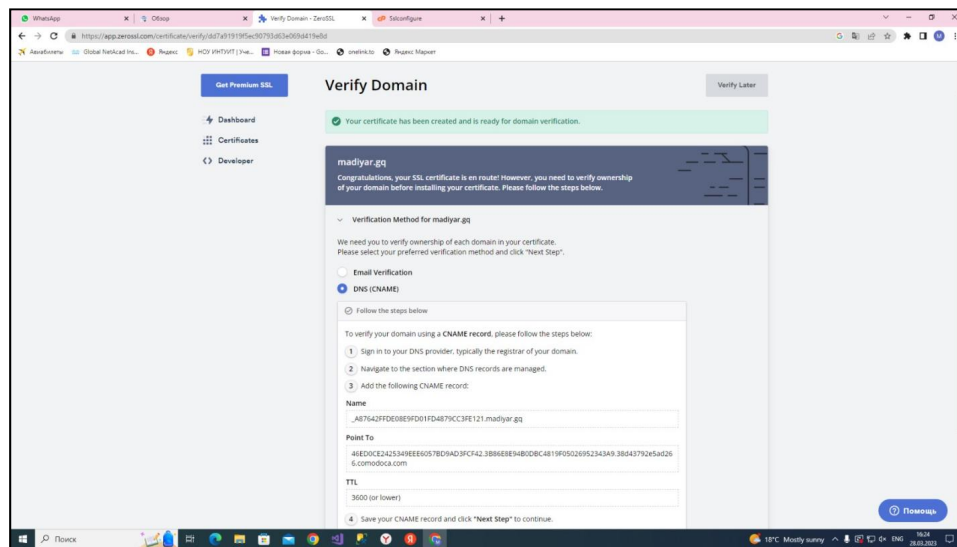 WhatsApp
Обзор
Verify Domain - ZeroSSL
Sslconfigure
https://app.zerossl.com/certificate/verify/dd7a91919f5ec90793d63e069d419e8d
Авиабилеты
Global NetAcad Ins...
Яндекс
НОУ ИНТУИТ | Уче...
Новая форма - Go...
onelink.to
Яндекс Маркет
Get Premium SSL
Verify Domain
Verify Later
Dashboard
Certificates
Developer
Your certificate has been created and is ready for domain verification.
madiyar.gq
Congratulations, your SSL certificate is en route! However, you need to verify ownership
of your domain before installing your certificate. Please follow the steps below.
Verification Method for madiyar.gq
We need you to verify ownership of each domain in your certificate.
Please select your preferred verification method and click "Next Step".
Email Verification
DNS (CNAME)
Follow the steps below
To verify your domain using a CNAME record, please follow the steps below:
1 Sign in to your DNS provider, typically the registrar of your domain.
2 Navigate to the section where DNS records are managed.
3 Add the following CNAME record:
Name
_A87642FFDE08E9FD01FD4879CC3FE121.madiyar.gq
Point To
46ED0CE2425349EEE6057BD9AD3FCF42.3B86E8E94B0DBC4819F05026952343A9.38d43792e5ad26
6.comodoca.com
TTL
3600 (or lower)
4 Save your CNAME record and click "Next Step" to continue.
Помощь
Поиск
18°C Mostly sunny
ENG
16:24
28.03.2023